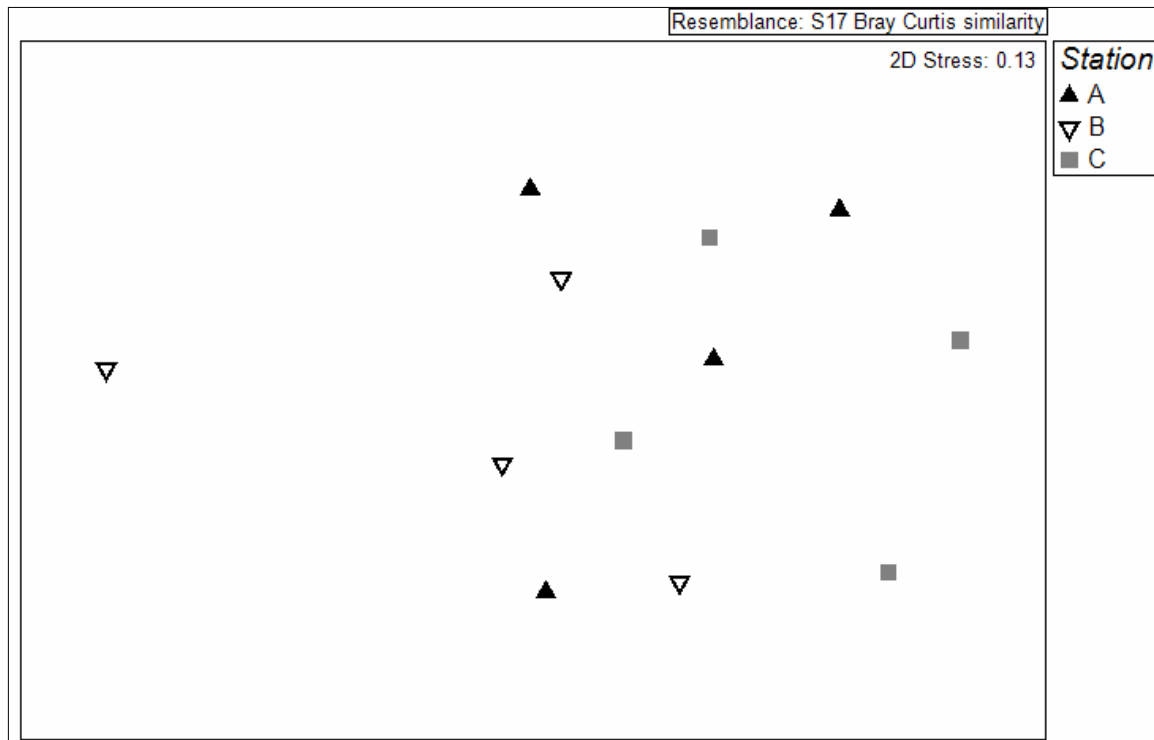 Resemblance: S17 Bray Curtis similarity
2D Stress: 0.13
Station
A
B
C